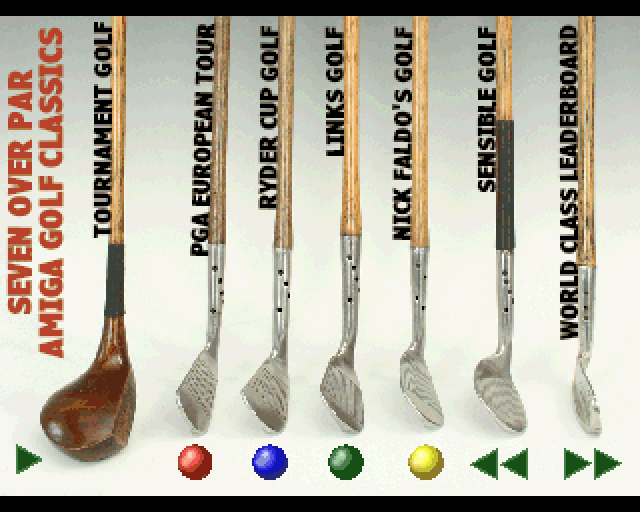 SEVEN OVER PAR
AMIGA GOLF CLASSICS
TOURNAMENT GOLF
PGA EUROPEAN TOUR
RYDER CUP GOLF
LINKS GOLF
NICK FALDO'S GOLF
SENSIBLE GOLF
WORLD CLASS LEADERBOARD